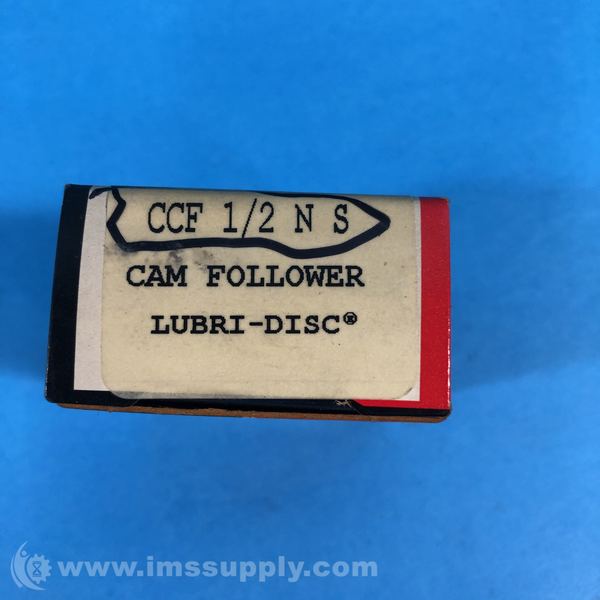 CCF 1/2 N S
CAM FOLLOWER
LUBRI-DISC®
www.imssupply.com